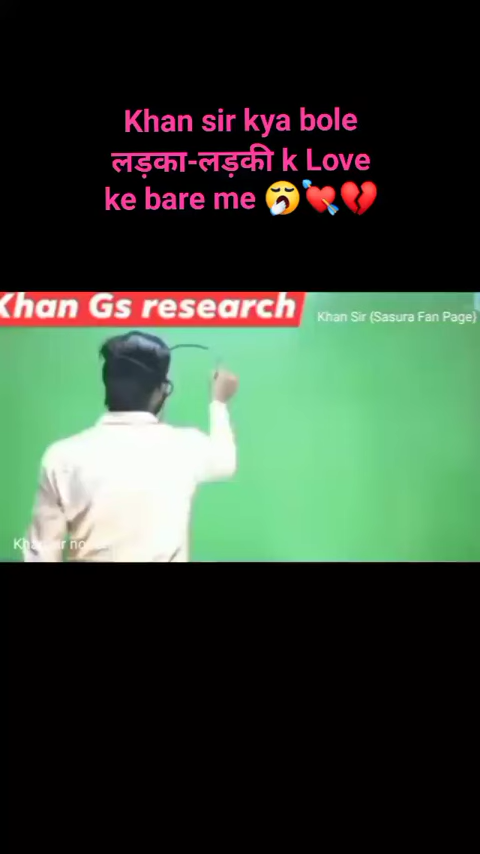 Khan sir kya bole
लड़का-लड़की k Love
ke bare me 🥱💘💔
Khan Gs research
Khan Sir (Sasura Fan Page)